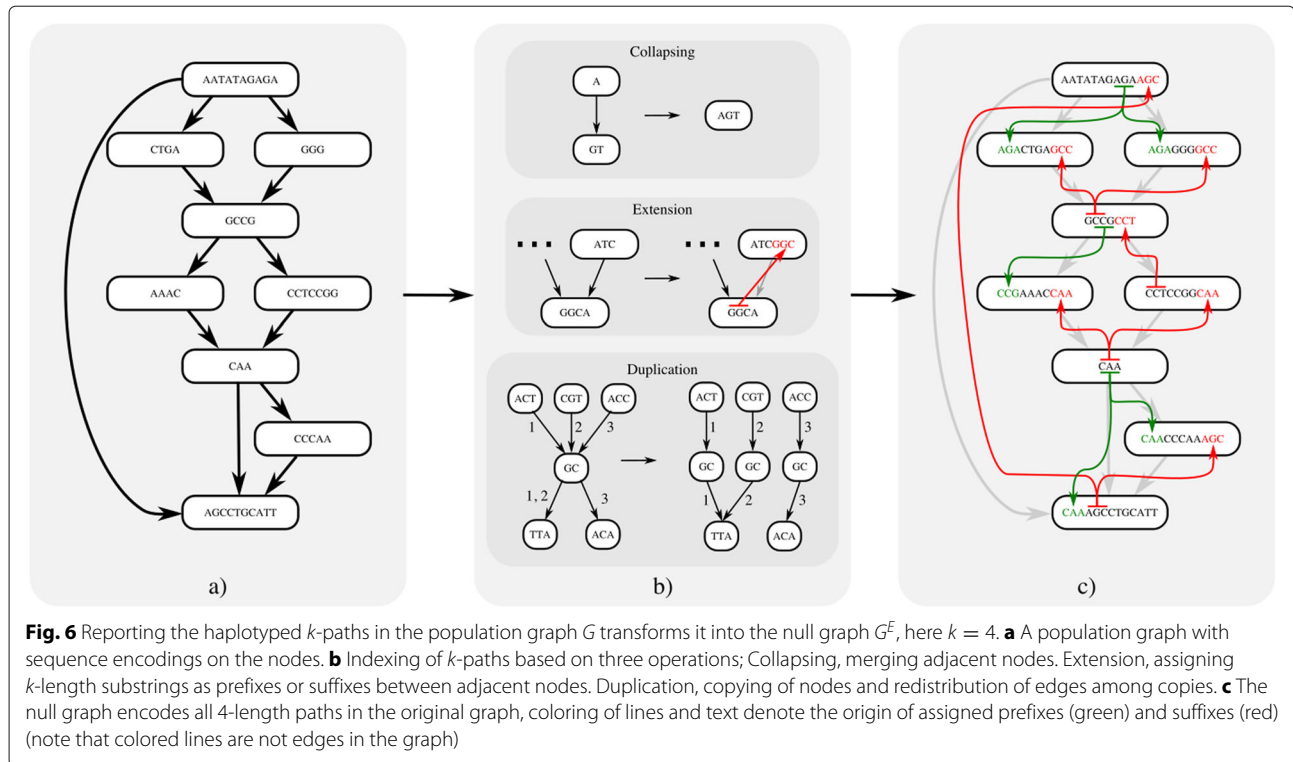 AATATAGAGA
CTGA
GGG
GCCG
AAAC
CCTCCGG
CAA
CCCAA
AGCCTGCATT
a)
Collapsing
A
GT
AGT
Extension
...
ATC
GGCA
...
ATCGGC
GGCA
Duplication
ACT CGT ACC
1 2 3
GC
1, 2 3
TTA ACA
ACT CGT ACC
1 2 3
GC GC GC
1 2 3
TTA ACA
b)
AATATAGAGAAGC
AGACTGAGCC
AGAGGGGCC
GCCGCCT
CCGAAACCAA
CCTCCGGCAA
CAA
CAACCCAAAGC
CAAAGCCTGCATT
c)
Fig. 6 Reporting the haplotyped k-paths in the population graph G transforms it into the null graph G^E, here k = 4. a A population graph with
sequence encodings on the nodes. b Indexing of k-paths based on three operations; Collapsing, merging adjacent nodes. Extension, assigning
k-length substrings as prefixes or suffixes between adjacent nodes. Duplication, copying of nodes and redistribution of edges among copies. c The
null graph encodes all 4-length paths in the original graph, coloring of lines and text denote the origin of assigned prefixes (green) and suffixes (red)
(note that colored lines are not edges in the graph)